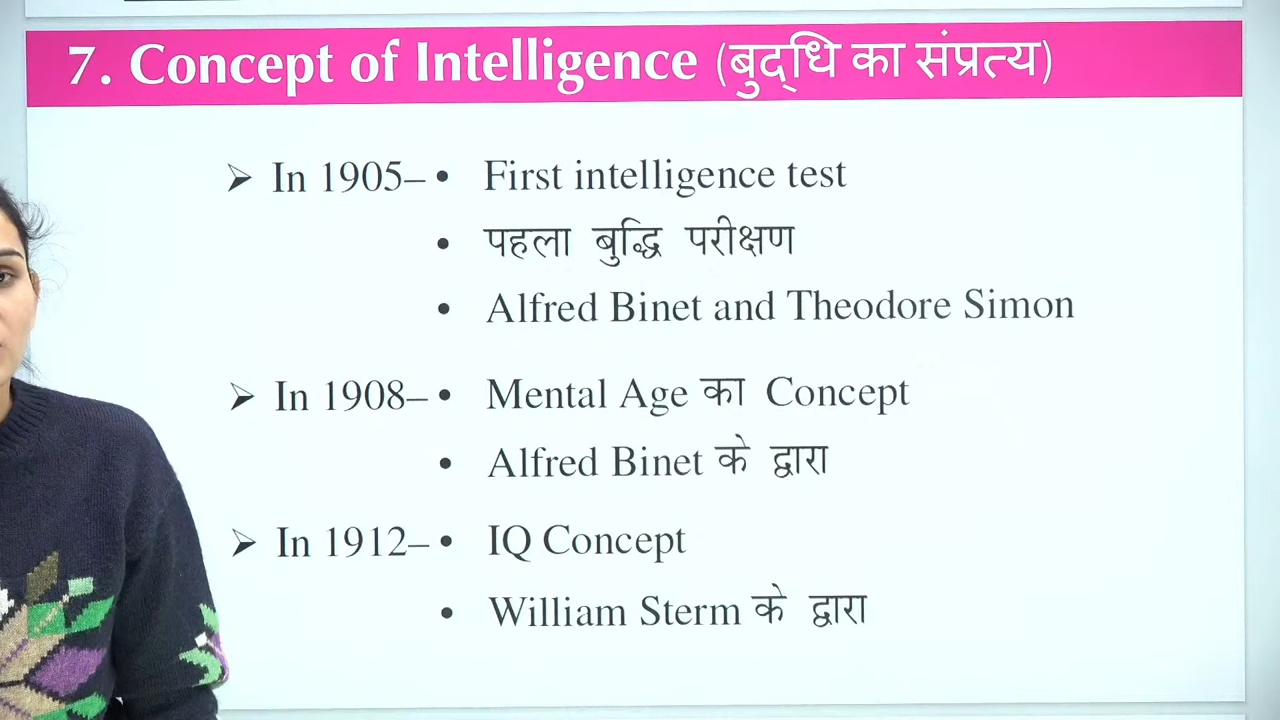 7. Concept of Intelligence (बुद्‌धि का संप्रत्य)
➢ In 1905– • First intelligence test
• पहला बुद्धि परीक्षण
• Alfred Binet and Theodore Simon
➢ In 1908– • Mental Age का Concept
• Alfred Binet के द्वारा
➢ In 1912– • IQ Concept
• William Sterm के द्वारा